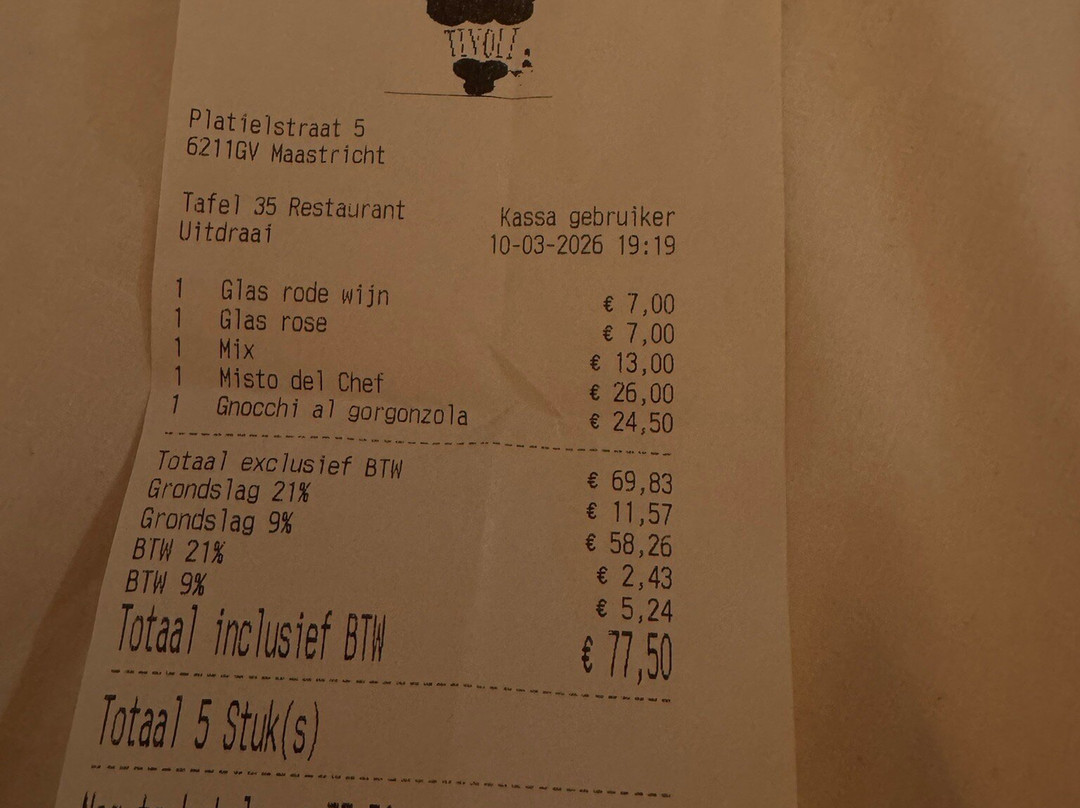 TIVOLI
Platielstraat 5
6211GV Maastricht
Tafel 35 Restaurant
Kassa gebruiker
Uitdraai
10-03-2026 19:19
1 Glas rode wijn € 7,00
1 Glas rose € 7,00
1 Mix € 13,00
1 Misto del Chef € 26,00
1 Gnocchi al gorgonzola € 24,50
Totaal exclusief BTW € 69,83
Grondslag 21% € 11,57
Grondslag 9% € 58,26
BTW 21% € 2,43
BTW 9% € 5,24
Totaal inclusief BTW € 77,50
Totaal 5 Stuk(s)